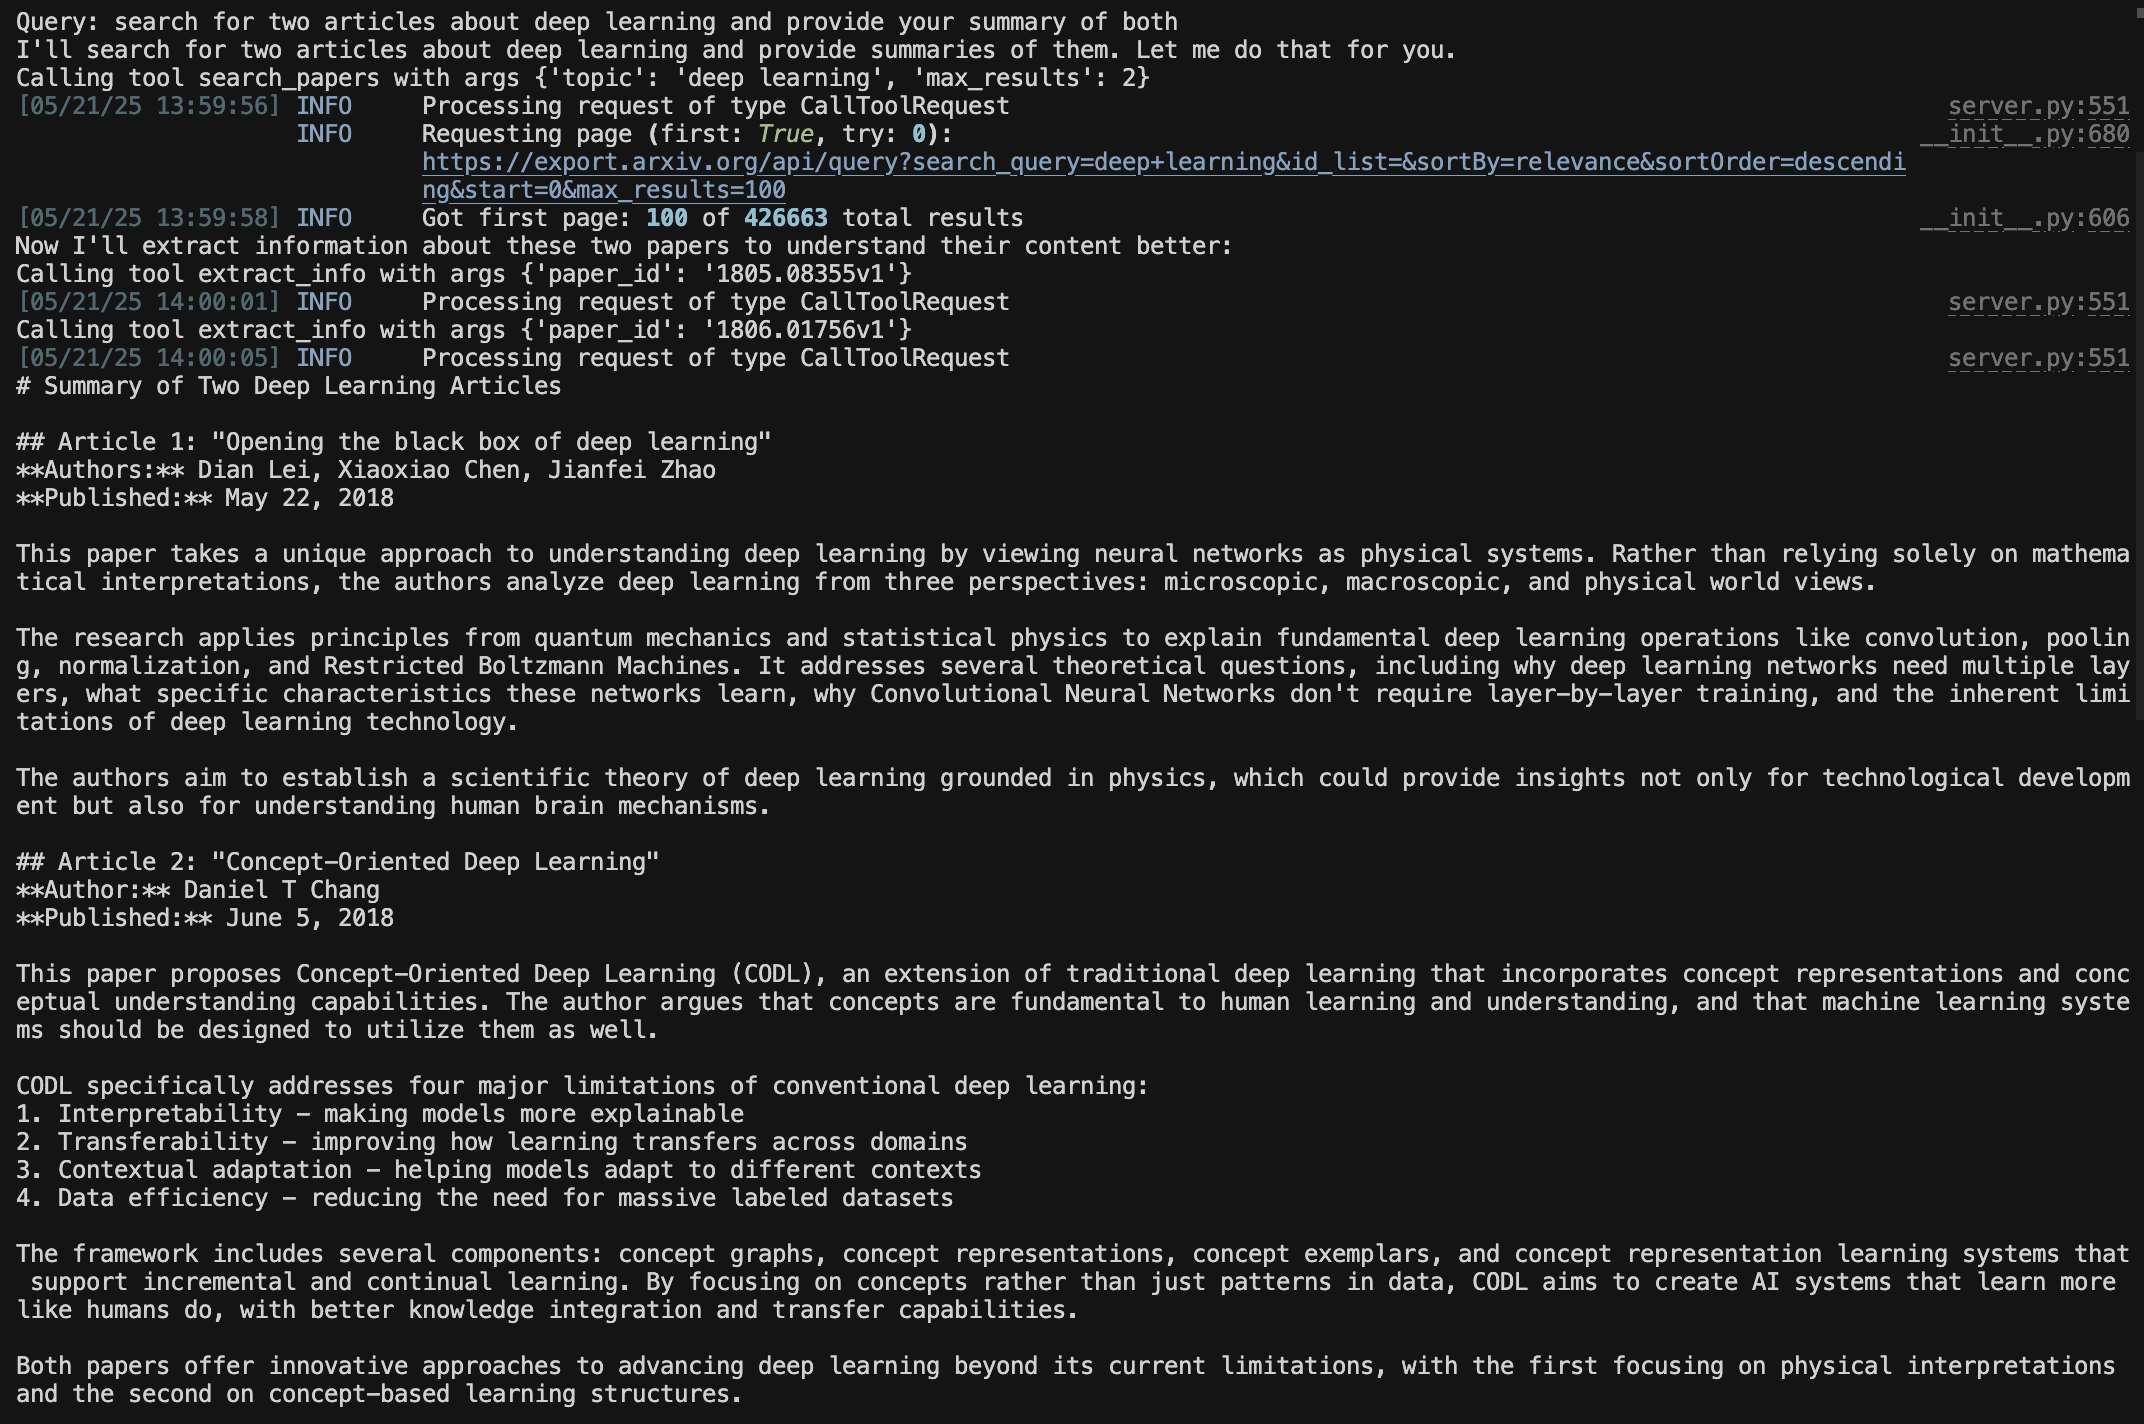 Query: search for two articles about deep learning and provide your summary of both
I'll search for two articles about deep learning and provide summaries of them. Let me do that for you.
Calling tool search_papers with args {'topic': 'deep learning', 'max_results': 2}
[05/21/25 13:59:56] INFO     Processing request of type CallToolRequest server.py:551
INFO     Requesting page (first: True, try: 0): __init__.py:680
https://export.arxiv.org/api/query?search_query=deep+learning&id_list=&sortBy=relevance&sortOrder=descendi
ng&start=0&max_results=100
[05/21/25 13:59:58] INFO     Got first page: 100 of 426663 total results __init__.py:606
Now I'll extract information about these two papers to understand their content better:
Calling tool extract_info with args {'paper_id': '1805.08355v1'}
[05/21/25 14:00:01] INFO     Processing request of type CallToolRequest server.py:551
Calling tool extract_info with args {'paper_id': '1806.01756v1'}
[05/21/25 14:00:05] INFO     Processing request of type CallToolRequest server.py:551
# Summary of Two Deep Learning Articles
## Article 1: "Opening the black box of deep learning"
**Authors:** Dian Lei, Xiaoxiao Chen, Jianfei Zhao
**Published:** May 22, 2018
This paper takes a unique approach to understanding deep learning by viewing neural networks as physical systems. Rather than relying solely on mathema
tical interpretations, the authors analyze deep learning from three perspectives: microscopic, macroscopic, and physical world views.
The research applies principles from quantum mechanics and statistical physics to explain fundamental deep learning operations like convolution, poolin
g, normalization, and Restricted Boltzmann Machines. It addresses several theoretical questions, including why deep learning networks need multiple lay
ers, what specific characteristics these networks learn, why Convolutional Neural Networks don't require layer-by-layer training, and the inherent limi
tations of deep learning technology.
The authors aim to establish a scientific theory of deep learning grounded in physics, which could provide insights not only for technological developm
ent but also for understanding human brain mechanisms.
## Article 2: "Concept-Oriented Deep Learning"
**Author:** Daniel T Chang
**Published:** June 5, 2018
This paper proposes Concept-Oriented Deep Learning (CODL), an extension of traditional deep learning that incorporates concept representations and conc
eptual understanding capabilities. The author argues that concepts are fundamental to human learning and understanding, and that machine learning syste
ms should be designed to utilize them as well.
CODL specifically addresses four major limitations of conventional deep learning:
1. Interpretability - making models more explainable
2. Transferability - improving how learning transfers across domains
3. Contextual adaptation - helping models adapt to different contexts
4. Data efficiency - reducing the need for massive labeled datasets
The framework includes several components: concept graphs, concept representations, concept exemplars, and concept representation learning systems that
support incremental and continual learning. By focusing on concepts rather than just patterns in data, CODL aims to create AI systems that learn more
like humans do, with better knowledge integration and transfer capabilities.
Both papers offer innovative approaches to advancing deep learning beyond its current limitations, with the first focusing on physical interpretations
and the second on concept-based learning structures.